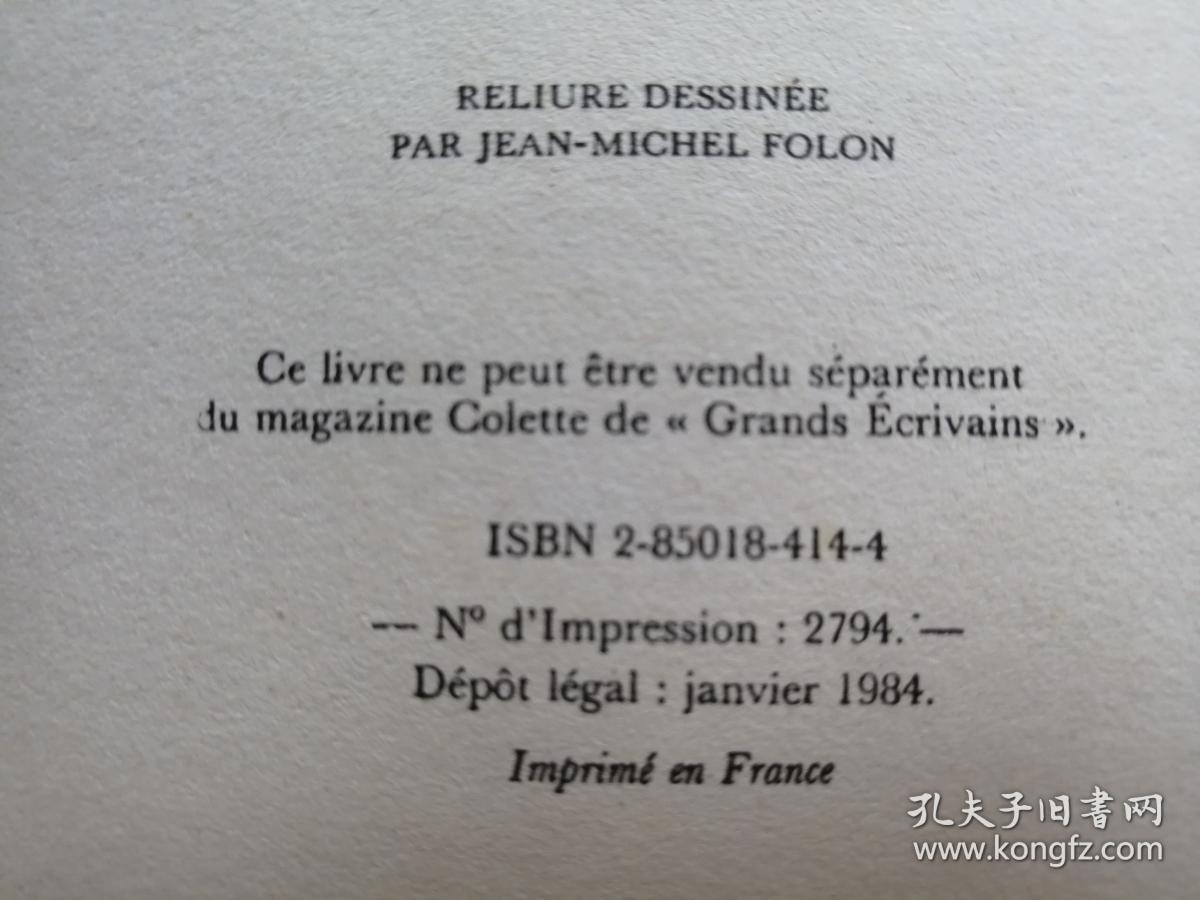 RELIURE DESSINÉE
PAR JEAN-MICHEL FOLON
Ce livre ne peut être vendu séparément
du magazine Colette de « Grands Écrivains ».
ISBN 2-85018-414-4
— Nº d'Impression : 2794. —
Dépôt légal : janvier 1984.
Imprimé en France
孔夫子旧书网
www.kongfz.com